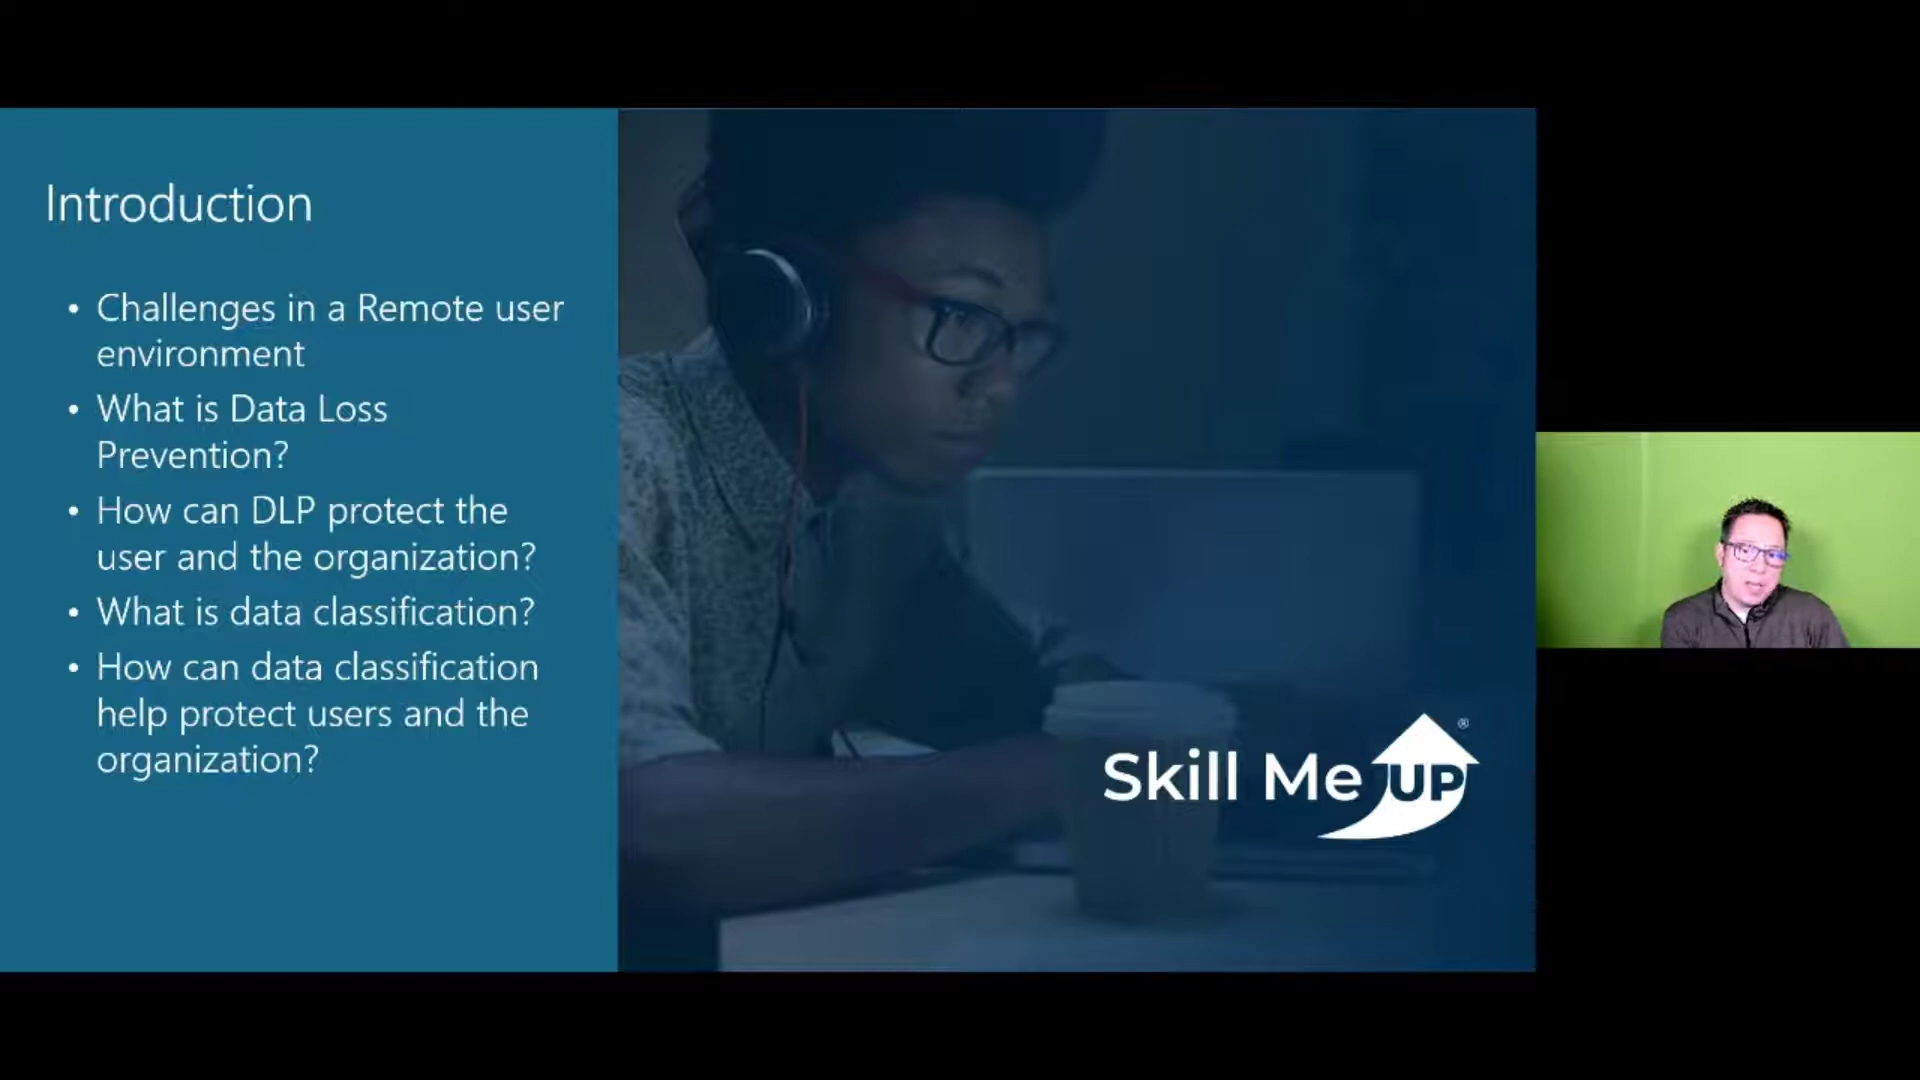 Introduction
• Challenges in a Remote user
environment
• What is Data Loss
Prevention?
• How can DLP protect the
user and the organization?
• What is data classification?
• How can data classification
help protect users and the
organization?
Skill Me UP®